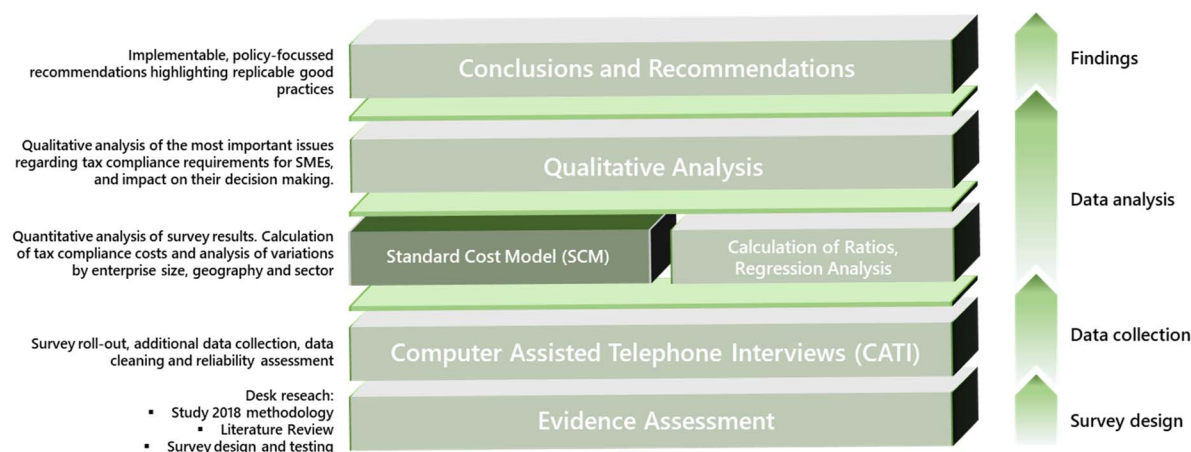 Implementable, policy-focussed
recommendations highlighting replicable good
practices
Conclusions and Recommendations
Findings
Qualitative analysis of the most important issues
regarding tax compliance requirements for SMEs,
and impact on their decision making.
Qualitative Analysis
Data analysis
Quantitative analysis of survey results. Calculation
of tax compliance costs and analysis of variations
by enterprise size, geography and sector
Standard Cost Model (SCM)
Calculation of Ratios,
Regression Analysis
Survey roll-out, additional data collection, data
cleaning and reliability assessment
Computer Assisted Telephone Interviews (CATI)
Data collection
Desk reseach:
▪ Study 2018 methodology
▪ Literature Review
▪ Survey design and testing
Evidence Assessment
Survey design